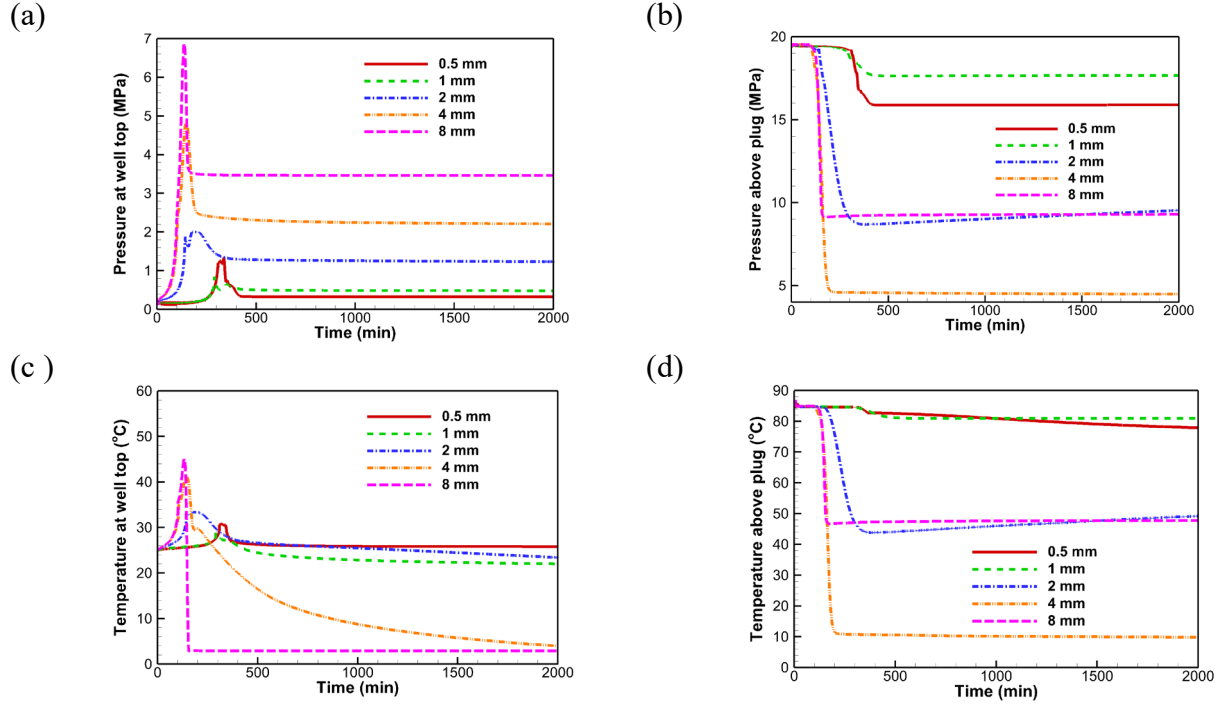 (a)
Pressure at well top (MPa)
7
6
5
4
3
2
1
0
0.5 mm
1 mm
2 mm
4 mm
8 mm
0 500 1000 1500 2000
Time (min)
(b)
Pressure above plug (MPa)
20
15
10
5
0.5 mm
1 mm
2 mm
4 mm
8 mm
0 500 1000 1500 2000
Time (min)
(c )
Temperature at well top (°C)
60
50
40
30
20
10
0
0.5 mm
1 mm
2 mm
4 mm
8 mm
0 500 1000 1500 2000
Time (min)
(d)
Temperature above plug (°C)
90
80
70
60
50
40
30
20
10
0
0.5 mm
1 mm
2 mm
4 mm
8 mm
0 500 1000 1500 2000
Time (min)